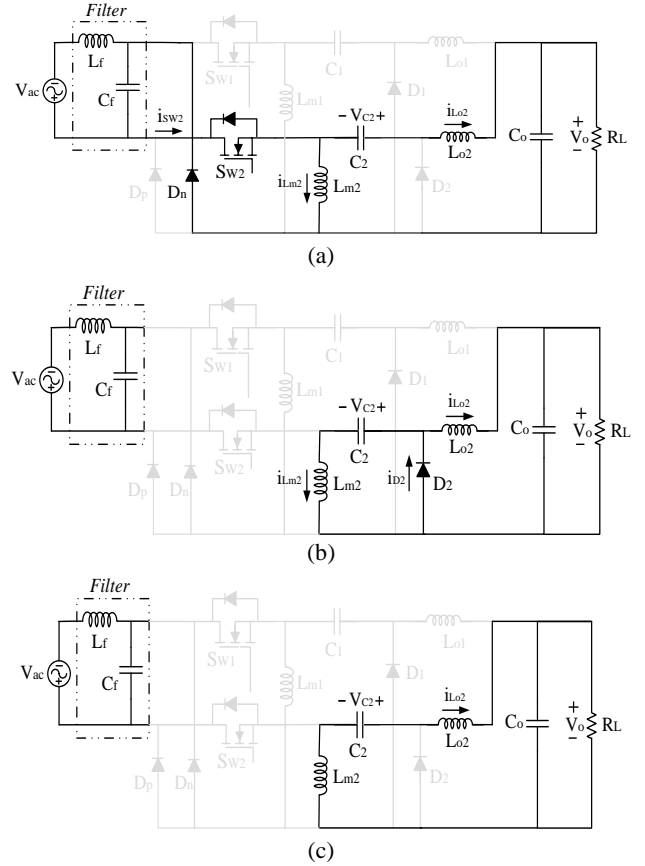 Filter
Lf
Cf
Vac
iSW2
SW1
SW2
Lm1
C1
D1
Lo1
- VC2 +
C2
iLo2
Lo2
iLm2
Lm2
Dp
Dn
D2
Co
+
Vo
-
RL
(a)
Filter
Lf
Cf
Vac
SW1
SW2
Lm1
C1
D1
Lo1
- VC2 +
C2
iLo2
Lo2
iLm2
Lm2
iD2
D2
Dp
Dn
Co
+
Vo
-
RL
(b)
Filter
Lf
Cf
Vac
SW1
SW2
Lm1
C1
D1
Lo1
- VC2 +
C2
iLo2
Lo2
Lm2
Dp
Dn
D2
Co
+
Vo
-
RL
(c)